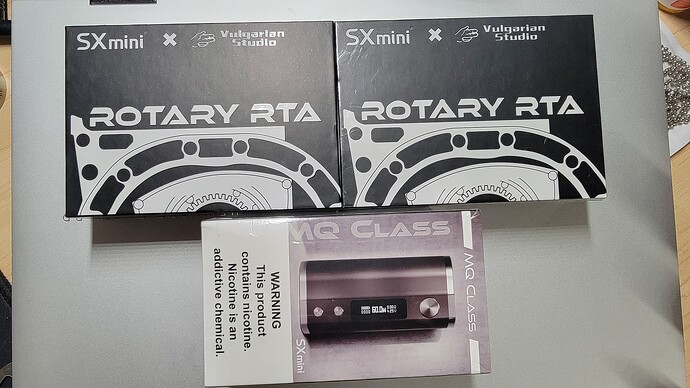 SXmini × Vulgarian Studio
ROTARY RTA
SXmini × Vulgarian Studio
ROTARY RTA
MQ CLASS
MQ CLASS
WARNING
This product
contains nicotine.
Nicotine is an
addictive chemical.
60.0W
SXmini